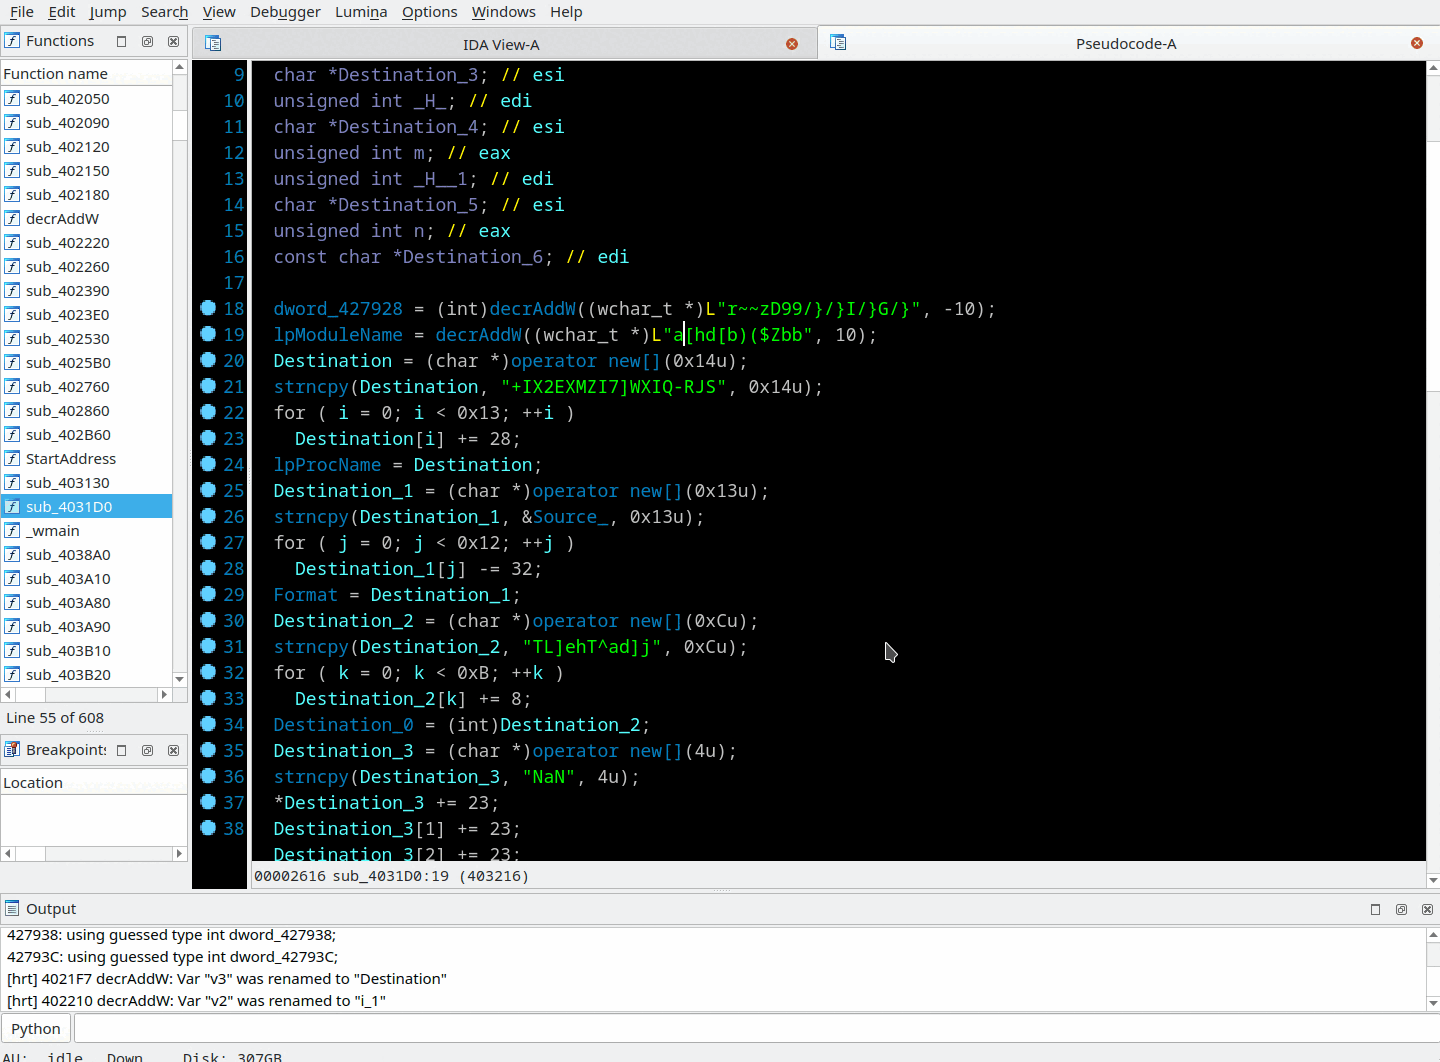 File Edit Jump Search View Debugger Lumina Options Windows Help
Functions
IDA View-A
Pseudocode-A
Function name
sub_402050
sub_402090
sub_402120
sub_402150
sub_402180
decrAddW
sub_402220
sub_402260
sub_402390
sub_4023E0
sub_402530
sub_4025B0
sub_402760
sub_402860
sub_402B60
StartAddress
sub_403130
sub_4031D0
_wmain
sub_4038A0
sub_403A10
sub_403A80
sub_403A90
sub_403B10
sub_403B20
Line 55 of 608
Breakpoints
Location
9 char *Destination_3; // esi
10 unsigned int _H_; // edi
11 char *Destination_4; // esi
12 unsigned int m; // eax
13 unsigned int _H__1; // edi
14 char *Destination_5; // esi
15 unsigned int n; // eax
16 const char *Destination_6; // edi
17
18 dword_427928 = (int)decrAddW((wchar_t *)L"r~~zD99/}/}I/}G/}", -10);
19 lpModuleName = decrAddW((wchar_t *)L"a[hd[b)($Zbb", 10);
20 Destination = (char *)operator new[](0x14u);
21 strncpy(Destination, "+IX2EXMZI7]WXIQ-RJS", 0x14u);
22 for ( i = 0; i < 0x13; ++i )
23 Destination[i] += 28;
24 lpProcName = Destination;
25 Destination_1 = (char *)operator new[](0x13u);
26 strncpy(Destination_1, &Source_, 0x13u);
27 for ( j = 0; j < 0x12; ++j )
28 Destination_1[j] -= 32;
29 Format = Destination_1;
30 Destination_2 = (char *)operator new[](0xCu);
31 strncpy(Destination_2, "TL]ehT^ad]j", 0xCu);
32 for ( k = 0; k < 0xB; ++k )
33 Destination_2[k] += 8;
34 Destination_0 = (int)Destination_2;
35 Destination_3 = (char *)operator new[](4u);
36 strncpy(Destination_3, "NaN", 4u);
37 *Destination_3 += 23;
38 Destination_3[1] += 23;
Destination_3[2] += 23;
00002616 sub_4031D0:19 (403216)
Output
427938: using guessed type int dword_427938;
42793C: using guessed type int dword_42793C;
[hrt] 4021F7 decrAddW: Var "v3" was renamed to "Destination"
[hrt] 402210 decrAddW: Var "v2" was renamed to "i_1"
Python
AU: idle Down Disk: 307GB